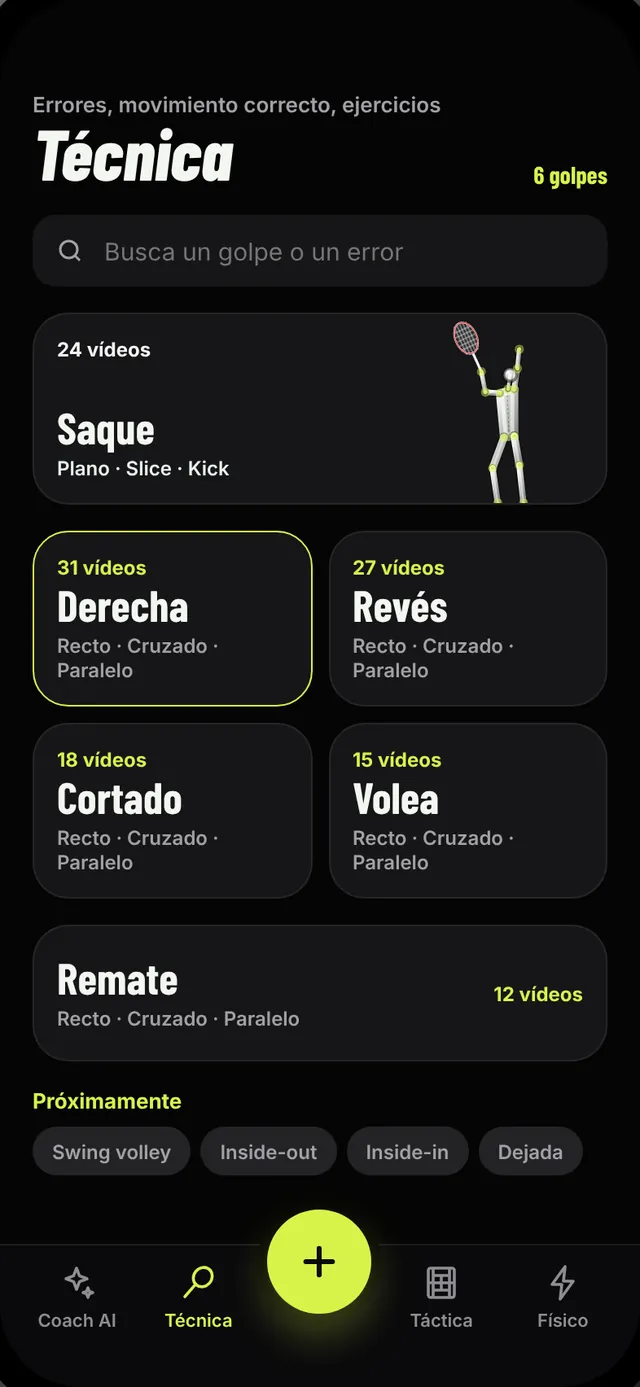 Errores, movimiento correcto, ejercicios
Técnica
6 golpes
Busca un golpe o un error
24 vídeos
Saque
Plano · Slice · Kick
31 vídeos
Derecha
Recto · Cruzado ·
Paralelo
27 vídeos
Revés
Recto · Cruzado ·
Paralelo
18 vídeos
Cortado
Recto · Cruzado ·
Paralelo
15 vídeos
Volea
Recto · Cruzado ·
Paralelo
Remate
Recto · Cruzado · Paralelo
12 vídeos
Próximamente
Swing volley
Inside-out
Inside-in
Dejada
Coach AI
Técnica
Táctica
Físico